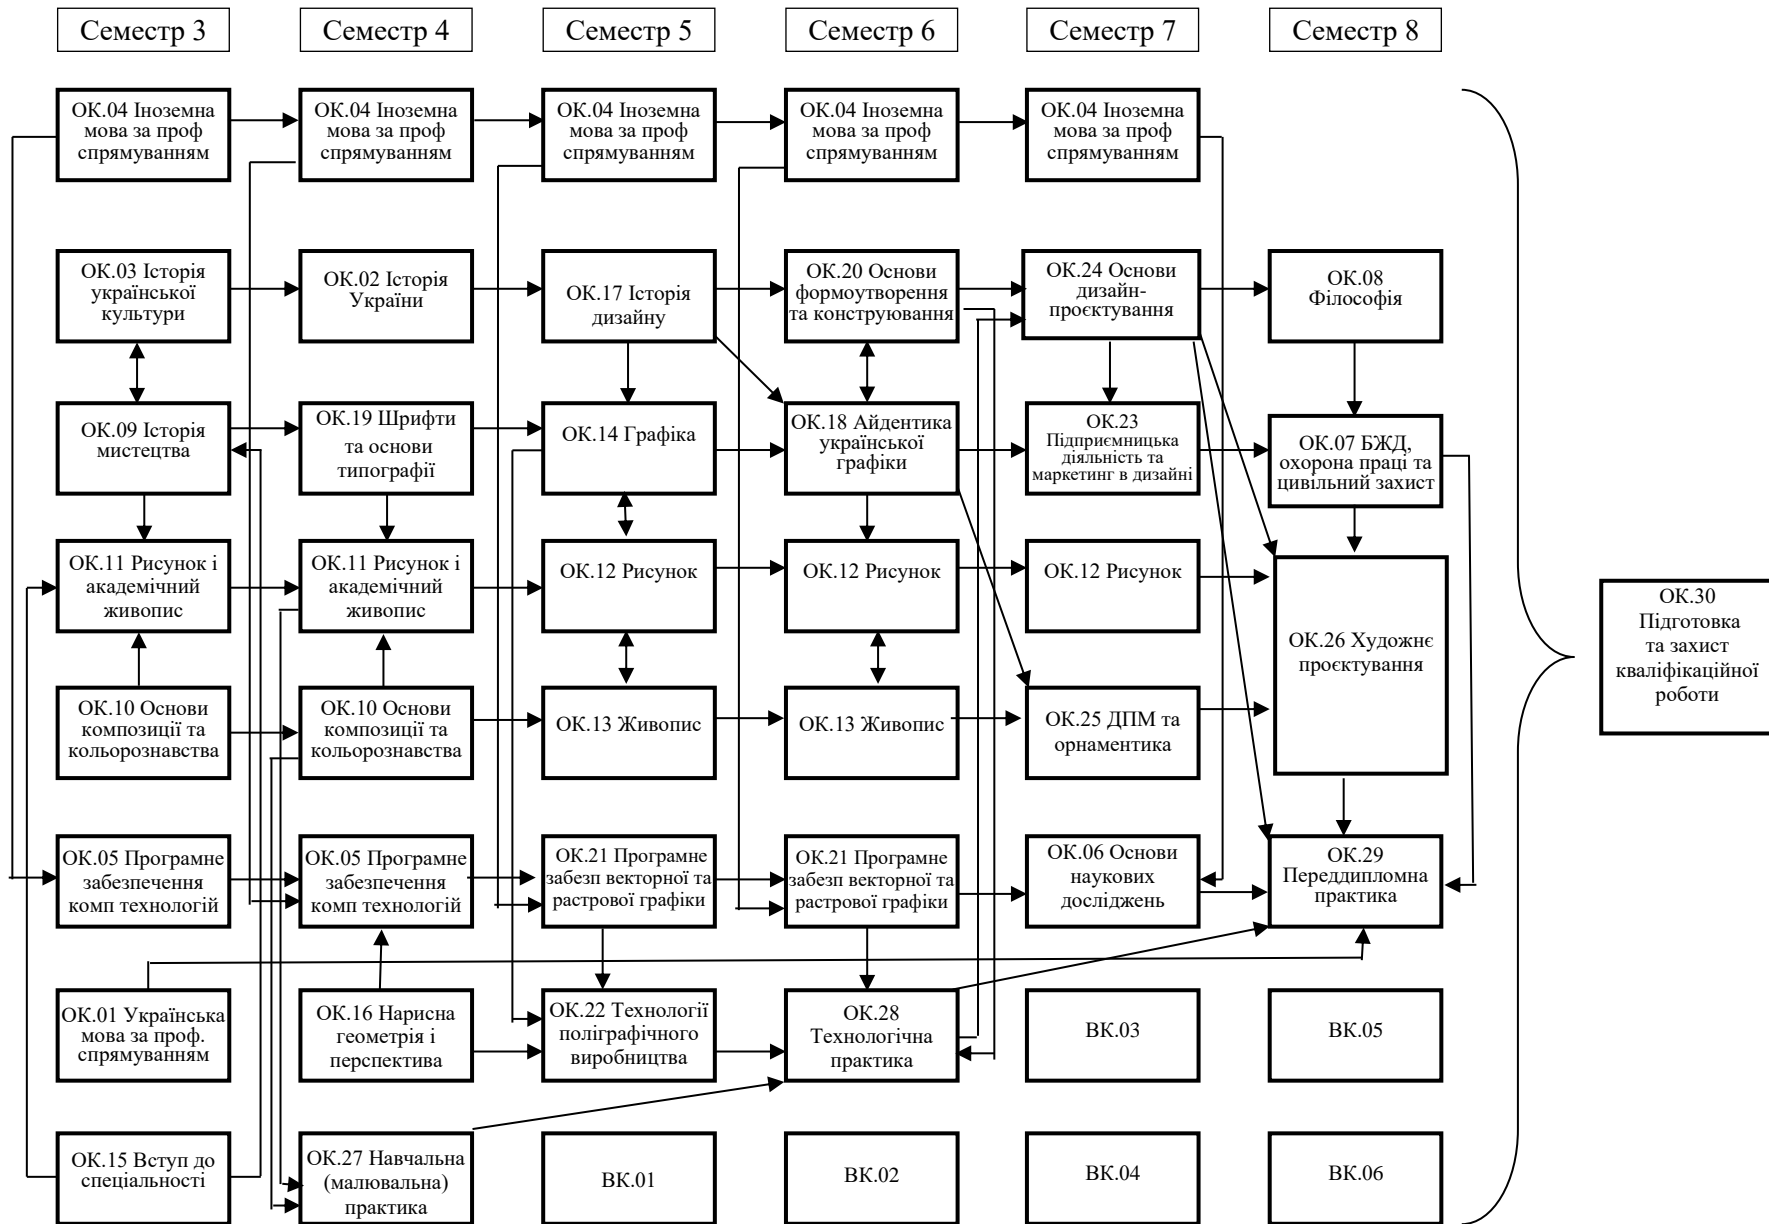 Семестр 3
Семестр 4
Семестр 5
Семестр 6
Семестр 7
Семестр 8
ОК.04 Іноземна
мова за проф
спрямуванням
ОК.04 Іноземна
мова за проф
спрямуванням
ОК.04 Іноземна
мова за проф
спрямуванням
ОК.04 Іноземна
мова за проф
спрямуванням
ОК.04 Іноземна
мова за проф
спрямуванням
ОК.03 Історія
української
культури
ОК.02 Історія
України
ОК.17 Історія
дизайну
ОК.20 Основи
формоутворення
та конструювання
ОК.24 Основи
дизайн-
проєктування
ОК.08
Філософія
ОК.09 Історія
мистецтва
ОК.19 Шрифти
та основи
типографії
ОК.14 Графіка
ОК.18 Айдентика
української
графіки
ОК.23
Підприємницька
діяльність та
маркетинг в дизайні
ОК.07 БЖД,
охорона праці та
цивільний захист
ОК.11 Рисунок і
академічний
живопис
ОК.11 Рисунок і
академічний
живопис
ОК.12 Рисунок
ОК.12 Рисунок
ОК.12 Рисунок
ОК.26 Художнє
проєктування
ОК.30
Підготовка
та захист
кваліфікаційної
роботи
ОК.10 Основи
композиції та
кольорознавства
ОК.10 Основи
композиції та
кольорознавства
ОК.13 Живопис
ОК.13 Живопис
ОК.25 ДПМ та
орнаментика
ОК.05 Програмне
забезпечення
комп технологій
ОК.05 Програмне
забезпечення
комп технологій
ОК.21 Програмне
забезп векторної та
растрової графіки
ОК.21 Програмне
забезп векторної та
растрової графіки
ОК.06 Основи
наукових
досліджень
ОК.29
Переддипломна
практика
ОК.01 Українська
мова за проф.
спрямуванням
ОК.16 Нарисна
геометрія і
перспектива
ОК.22 Технології
поліграфічного
виробництва
ОК.28
Технологічна
практика
ВК.03
ВК.05
ОК.15 Вступ до
спеціальності
ОК.27 Навчальна
(малювальна)
практика
ВК.01
ВК.02
ВК.04
ВК.06